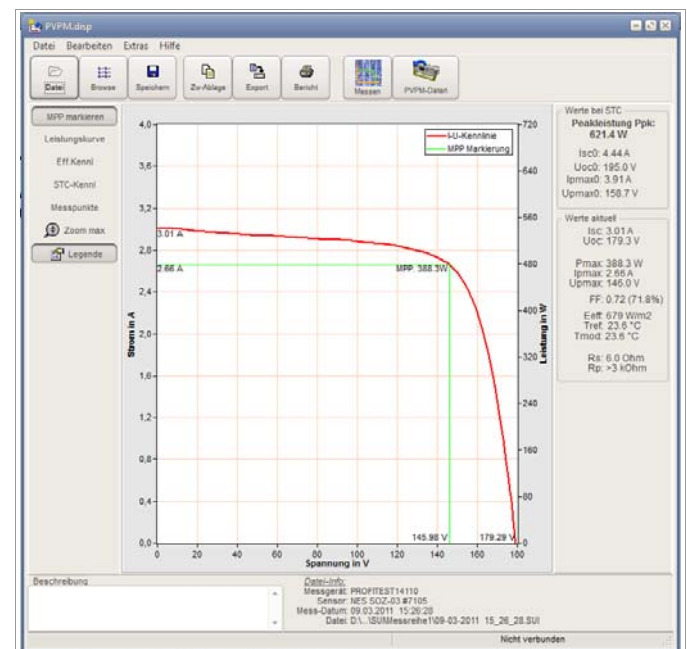 PVPM.disp
Datei Bearbeiten Extras Hilfe
Datei Browse Speichern Zw-Ablage Export Bericht Messen PVPM-Daten
MPP markieren
Leistungskurve
Eff.Kennl
STC-Kennl
Messpunkte
Zoom max
Legende
I-U-Kennlinie
MPP Markierung
4,0
3,6
3,2
2,8
2,4
2,0
1,6
1,2
0,8
0,4
0,0
Strom in A
3.01 A
2.66 A
MPP: 388.3W
145.98 V
179.29 V
720
640
560
480
400
320
240
160
80
0
Leistung in W
0 20 40 60 80 100 120 140 160 180
Spannung in V
Werte bei STC
Peakleistung Ppk:
621.4 W
Isc0: 4.44 A
Uoc0: 195.0 V
Ipmax0: 3.91 A
Upmax0: 158.7 V
Werte aktuell
Isc: 3.01 A
Uoc: 179.3 V
Pmax: 388.3 W
Ipmax: 2.66 A
Upmax: 146.0 V
FF: 0.72 (71.8%)
Eeff: 679 W/m2
Tref: 23.6 °C
Tmod: 23.6 °C
Rs: 6.0 Ohm
Rp: >3 kOhm
Beschreibung
Datei-Info:
Messgerät: PROFITEST14110
Sensor: NES SOZ-03 #7105
Mess-Datum: 09.03.2011 15:26:28
Datei: D:\...\SUIMessreihe1\09-03-2011 15_26_28.SUI
Nicht verbunden